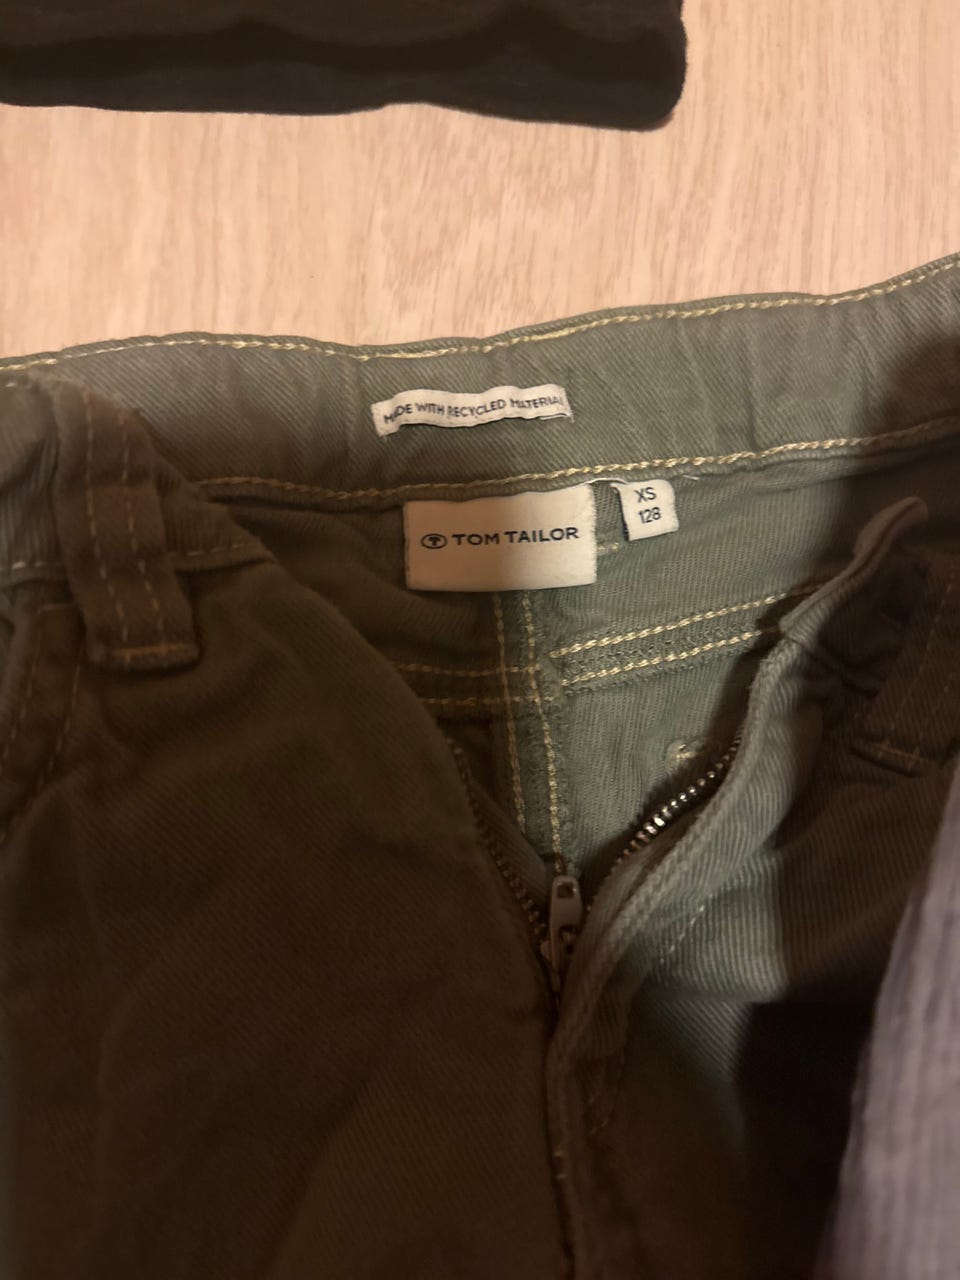 MADE WITH RECYCLED MATERIAL
TOM TAILOR
XS
128